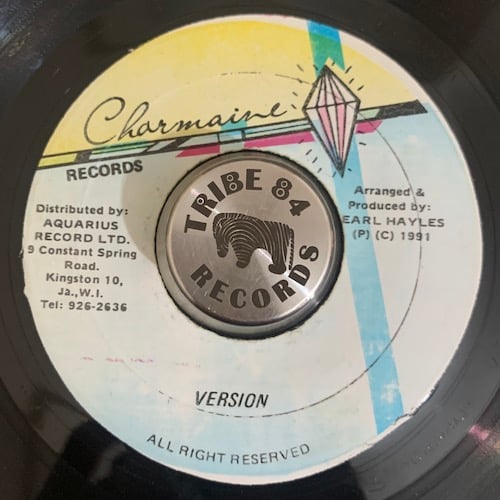 Charmaine
RECORDS
Distributed by:
AQUARIUS
RECORD LTD.
9 Constant Spring
Road.
Kingston 10,
Ja.,W.I.
Tel: 926-2636
TRIBE 84
RECORDS
Arranged &
Produced by:
EARL HAYLES
(P) (C) 1991
VERSION
ALL RIGHT RESERVED